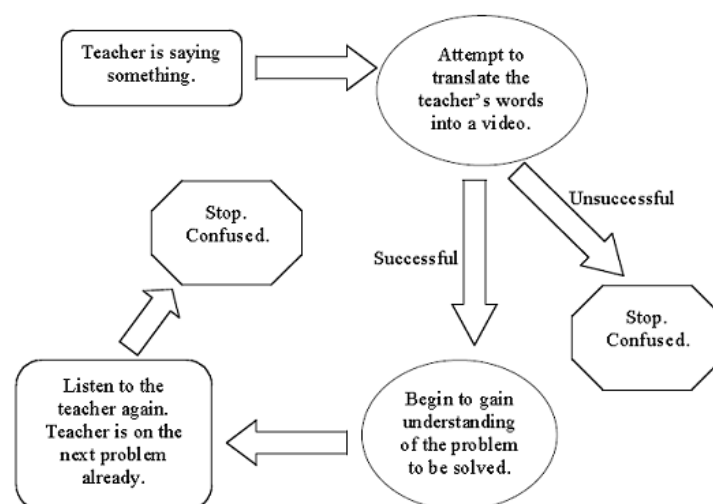 Teacher is saying
something.
Attempt to
translate the
teacher's words
into a video.
Unsuccessful
Successful
Stop.
Confused.
Stop.
Confused.
Begin to gain
understanding
of the problem
to be solved.
Listen to the
teacher again.
Teacher is on the
next problem
already.